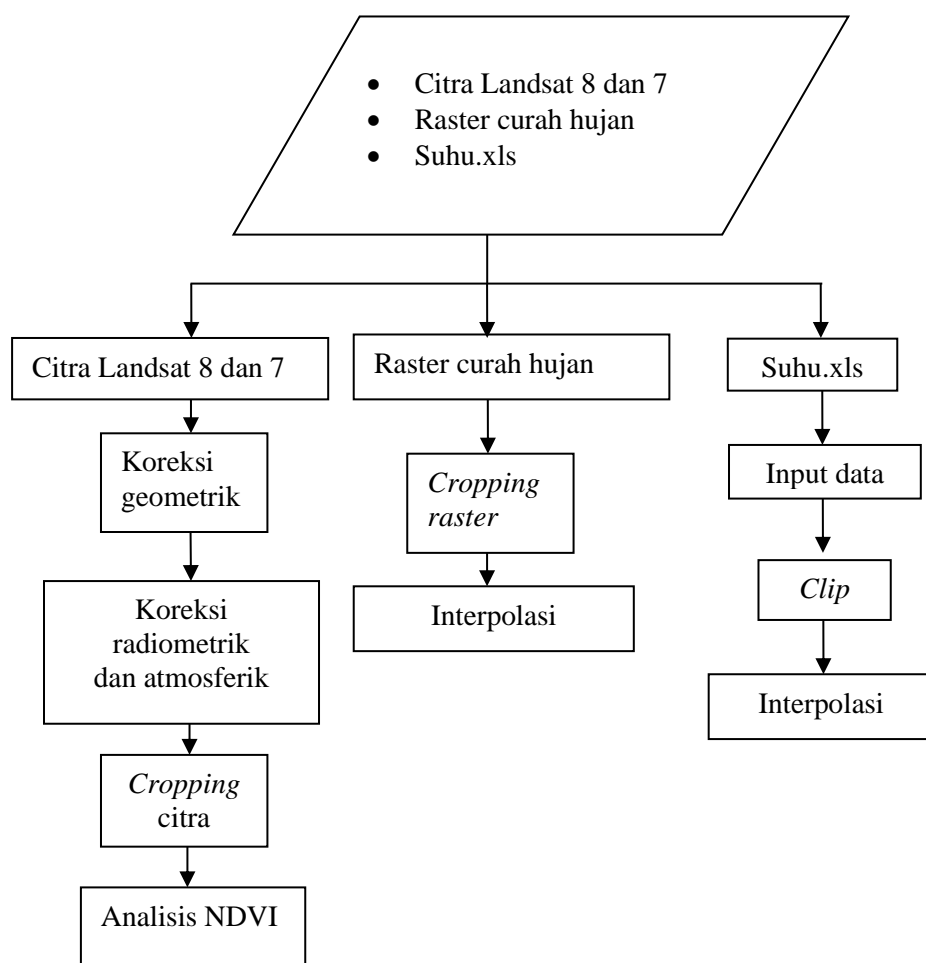 • Citra Landsat 8 dan 7
• Raster curah hujan
• Suhu.xls
Citra Landsat 8 dan 7
Koreksi
geometrik
Koreksi
radiometrik
dan atmosferik
Cropping
citra
Analisis NDVI
Raster curah hujan
Cropping
raster
Interpolasi
Suhu.xls
Input data
Clip
Interpolasi